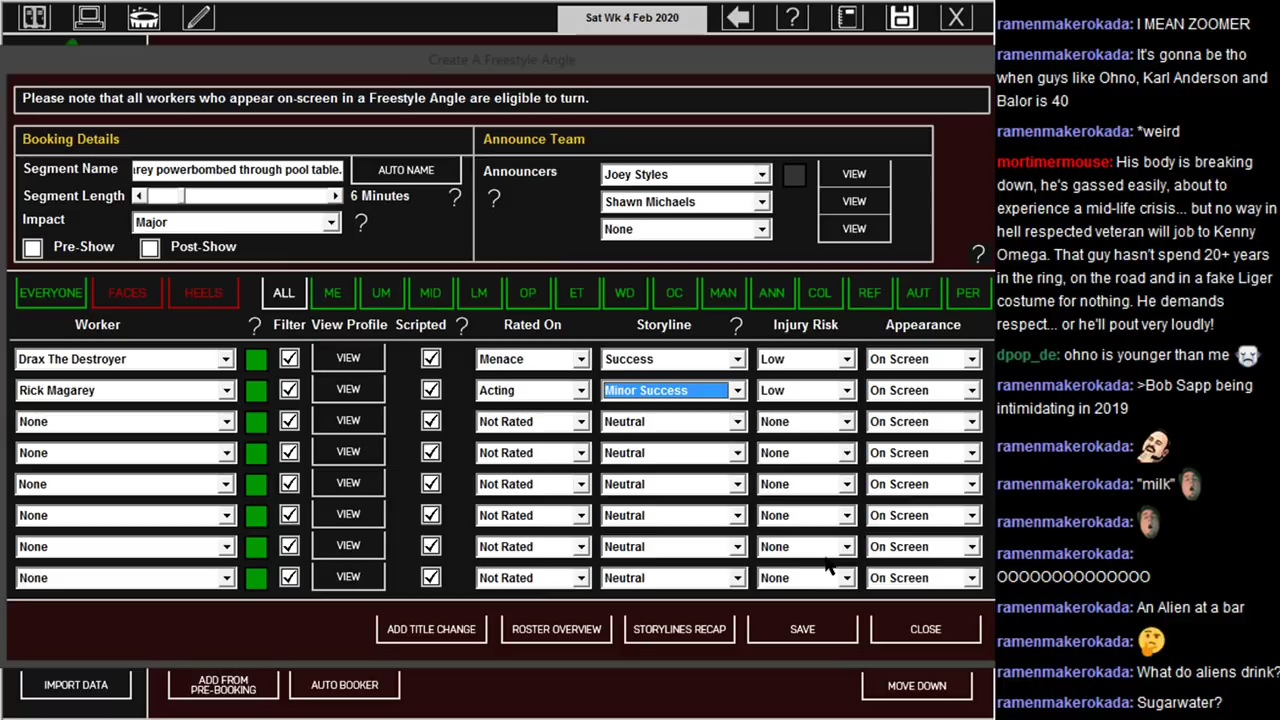 Sat Wk 4 Feb 2020
Create A Freestyle Angle
Please note that all workers who appear on-screen in a Freestyle Angle are eligible to turn.
Booking Details
Segment Name
rey powerbombed through pool table.
AUTO NAME
Segment Length
6 Minutes
?
Impact
Major
?
Pre-Show
Post-Show
Announce Team
Announcers
?
Joey Styles
VIEW
Shawn Michaels
VIEW
None
VIEW
?
EVERYONE FACES HEELS ALL ME UM MID LM OP ET WD OC MAN ANN COL REF AUT PER
Worker ? Filter View Profile Scripted ? Rated On Storyline ? Injury Risk Appearance
Drax The Destroyer VIEW Menace Success Low On Screen
Rick Magarey VIEW Acting Minor Success Low On Screen
None VIEW Not Rated Neutral None On Screen
None VIEW Not Rated Neutral None On Screen
None VIEW Not Rated Neutral None On Screen
None VIEW Not Rated Neutral None On Screen
None VIEW Not Rated Neutral None On Screen
None VIEW Not Rated Neutral None On Screen
ADD TITLE CHANGE ROSTER OVERVIEW STORYLINES RECAP SAVE CLOSE
IMPORT DATA
ADD FROM
PRE-BOOKING
AUTO BOOKER
MOVE DOWN
ramenmakerokada: I MEAN ZOOMER
ramenmakerokada: It's gonna be tho
when guys like Ohno, Karl Anderson and
Balor is 40
ramenmakerokada: *weird
mortimermouse: His body is breaking
down, he's gassed easily, about to
experience a mid-life crisis... but no way in
hell respected veteran will job to Kenny
Omega. That guy hasn't spend 20+ years
in the ring, on the road and in a fake Liger
costume for nothing. He demands
respect... or he'll pout very loudly!
dpop_de: ohno is younger than me
ramenmakerokada: >Bob Sapp being
intimidating in 2019
ramenmakerokada:
ramenmakerokada: "milk"
ramenmakerokada:
ramenmakerokada:
OOOOOOOOOOOOOO
ramenmakerokada: An Alien at a bar
ramenmakerokada:
ramenmakerokada: What do aliens drink?
ramenmakerokada: Sugarwater?